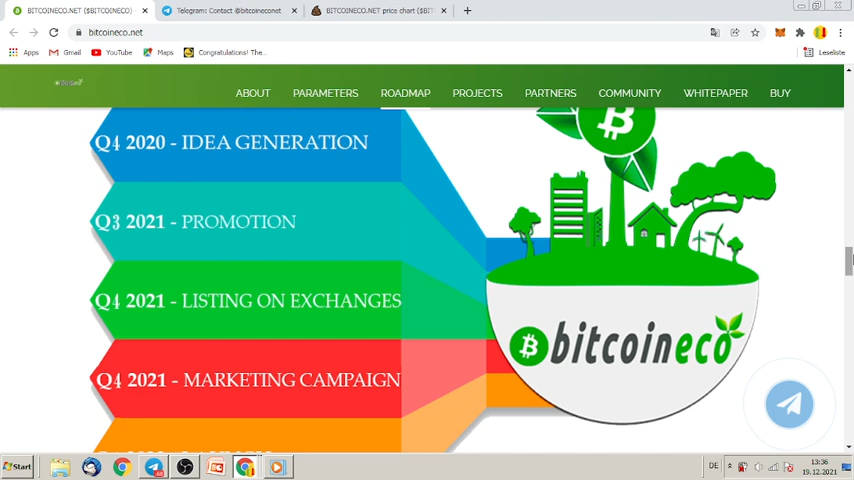 BITCOINECO.NET ($BITCOINECO) -
Telegram: Contact @bitcoineconet
BITCOINECO.NET price chart ($BIT
bitcoineco.net
Apps
Gmail
YouTube
Maps
Congratulations! The...
Leseliste
ABOUT
PARAMETERS
ROADMAP
PROJECTS
PARTNERS
COMMUNITY
WHITEPAPER
BUY
Q4 2020 - IDEA GENERATION
Q3 2021 - PROMOTION
Q4 2021 - LISTING ON EXCHANGES
Q4 2021 - MARKETING CAMPAIGN
bitcoineco
Start
DE
13:36
19.12.2021